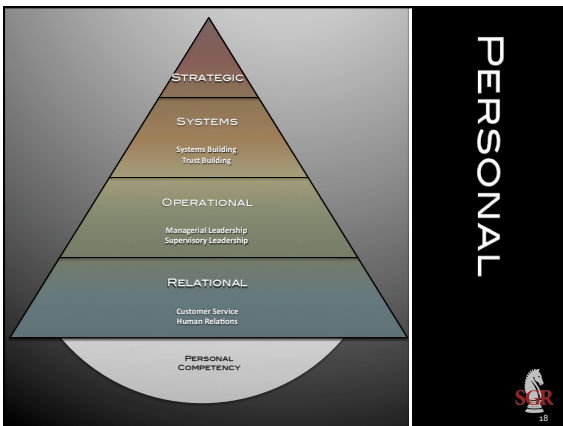 STRATEGIC
SYSTEMS
Systems Building
Trust Building
OPERATIONAL
Managerial Leadership
Supervisory Leadership
RELATIONAL
Customer Service
Human Relations
PERSONAL
COMPETENCY
PERSONAL
SGR
18